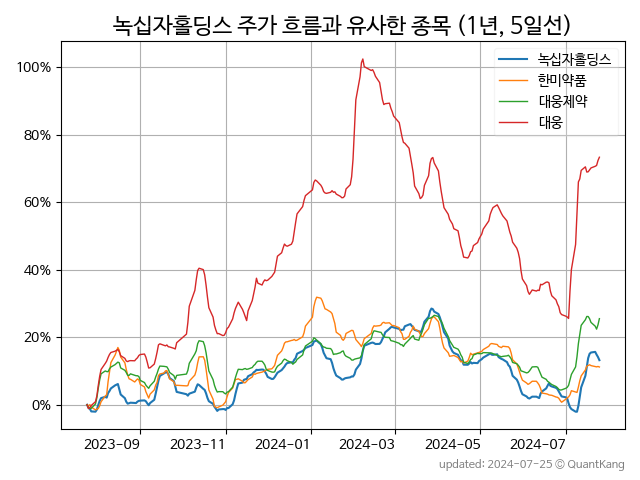 녹십자홀딩스 주가 흐름과 유사한 종목 (1년, 5일선)
녹십자홀딩스
한미약품
대웅제약
대웅
100%
80%
60%
40%
20%
0%
2023-09
2023-11
2024-01
2024-03
2024-05
2024-07
updated: 2024-07-25 © QuantKang